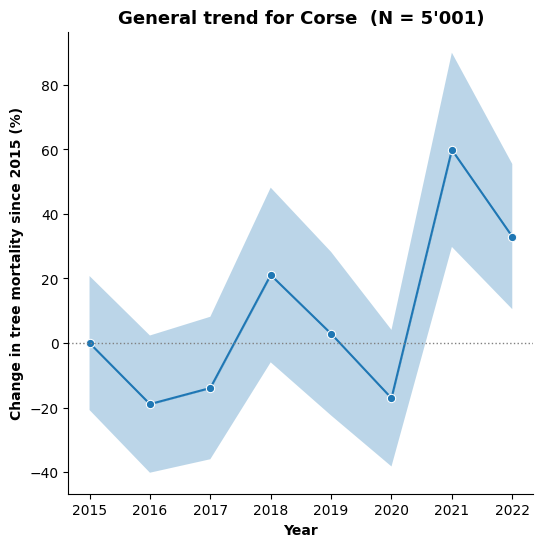 General trend for Corse  (N = 5'001)
Change in tree mortality since 2015 (%)
80
60
40
20
0
−20
−40
2015 2016 2017 2018 2019 2020 2021 2022
Year